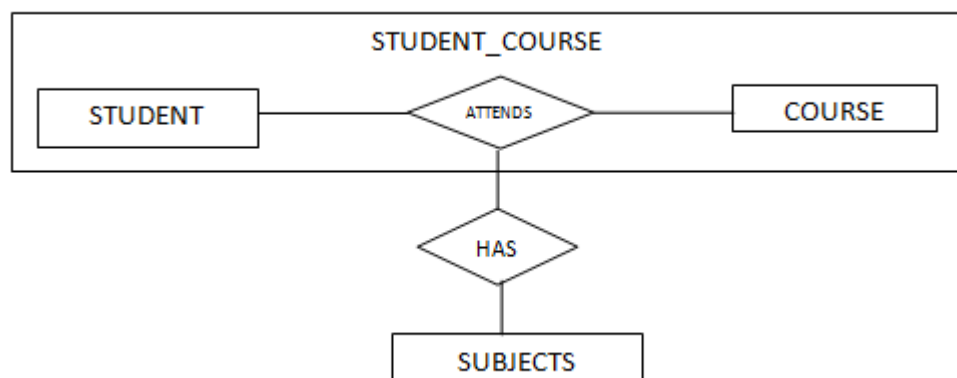 STUDENT_COURSE
STUDENT
ATTENDS
COURSE
HAS
SUBJECTS